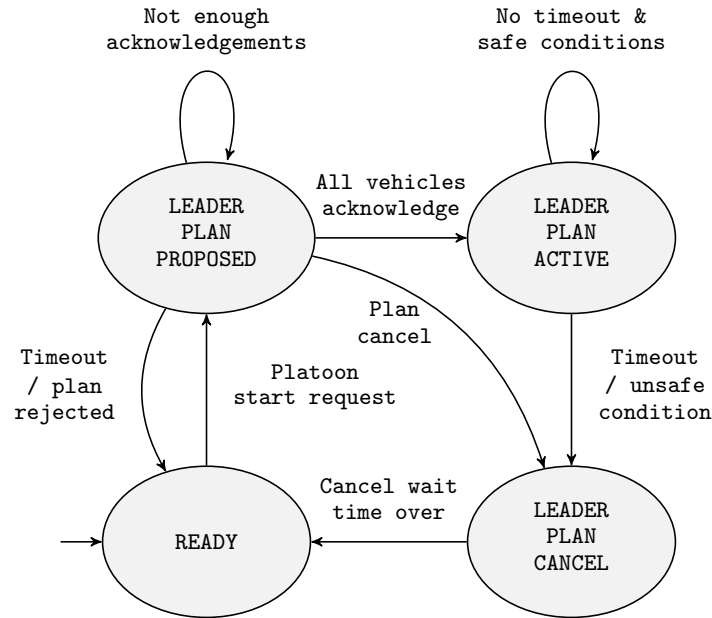 Not enough
acknowledgements
No timeout &
safe conditions
LEADER
PLAN
PROPOSED
All vehicles
acknowledge
LEADER
PLAN
ACTIVE
Plan
cancel
Timeout
/ plan
rejected
Platoon
start request
Timeout
/ unsafe
condition
READY
Cancel wait
time over
LEADER
PLAN
CANCEL